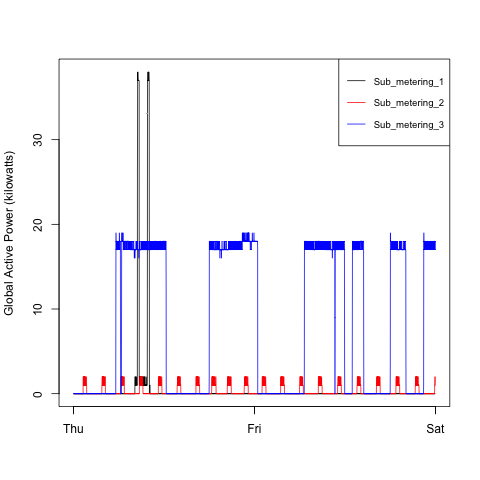 Sub_metering_1
Sub_metering_2
Sub_metering_3
Global Active Power (kilowatts)
30
20
10
0
Thu Fri Sat